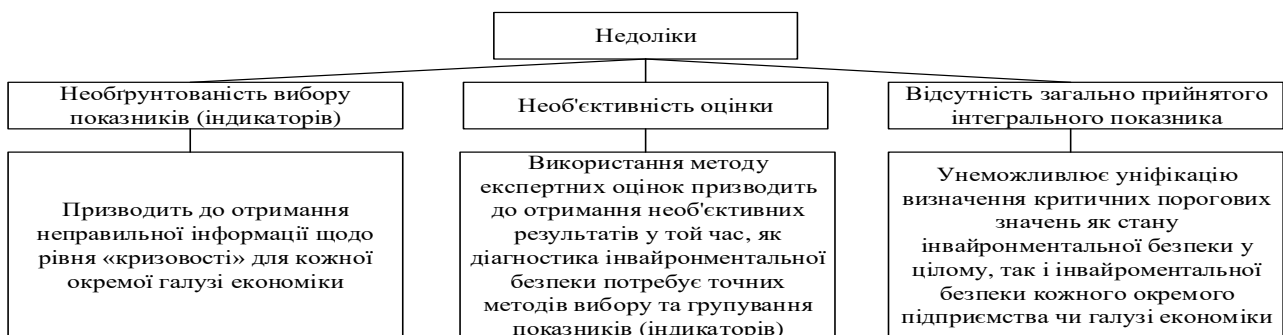 Недоліки
Необґрунтованість вибору
показників (індикаторів)
Необ'єктивність оцінки
Відсутність загально прийнятого
інтегрального показника
Призводить до отримання
неправильної інформації щодо
рівня «кризовості» для кожної
окремої галузі економіки
Використання методу
експертних оцінок призводить
до отримання необ'єктивних
результатів у той час, як
діагностика інвайронментальної
безпеки потребує точних
методів вибору та групування
показників (індикаторів)
Унеможливлює уніфікацію
визначення критичних порогових
значень як стану
інвайронментальної безпеки у
цілому, так і інвайроментальної
безпеки кожного окремого
підприємства чи галузі економіки